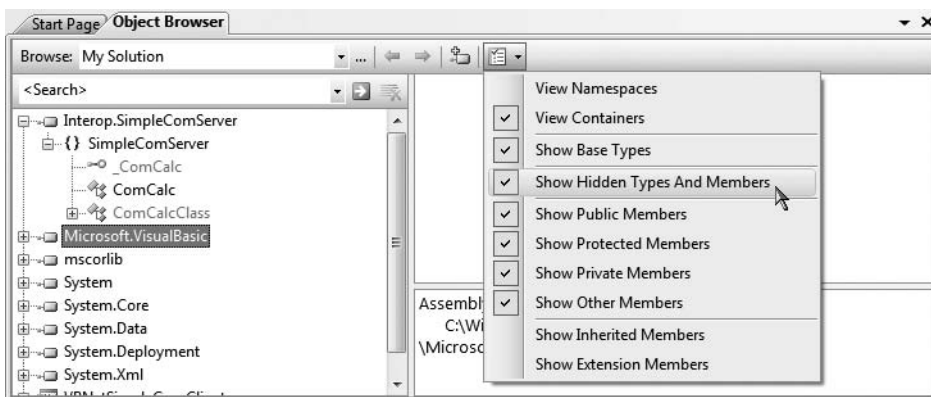 Start Page Object Browser
Browse: My Solution ...
<Search>
Interop.SimpleComServer
{} SimpleComServer
_ComCalc
ComCalc
ComCalcClass
Microsoft.VisualBasic
mscorlib
System
System.Core
System.Data
System.Deployment
System.Xml
View Namespaces
View Containers
Show Base Types
Show Hidden Types And Members
Show Public Members
Show Protected Members
Show Private Members
Show Other Members
Show Inherited Members
Show Extension Members
Assembl
C:\Wi
\Microsc